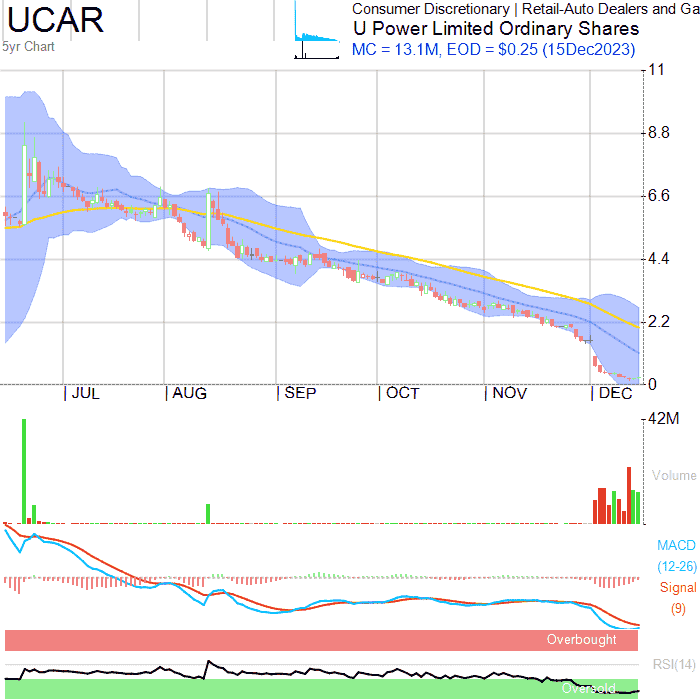 UCAR
5yr Chart
Consumer Discretionary | Retail-Auto Dealers and Ga
U Power Limited Ordinary Shares
MC = 13.1M, EOD = $0.25 (15Dec2023)
11
8.8
6.6
4.4
2.2
0
JUL AUG SEP OCT NOV DEC
42M
Volume
MACD
(12-26)
Signal
(9)
Overbought
RSI(14)
Oversold